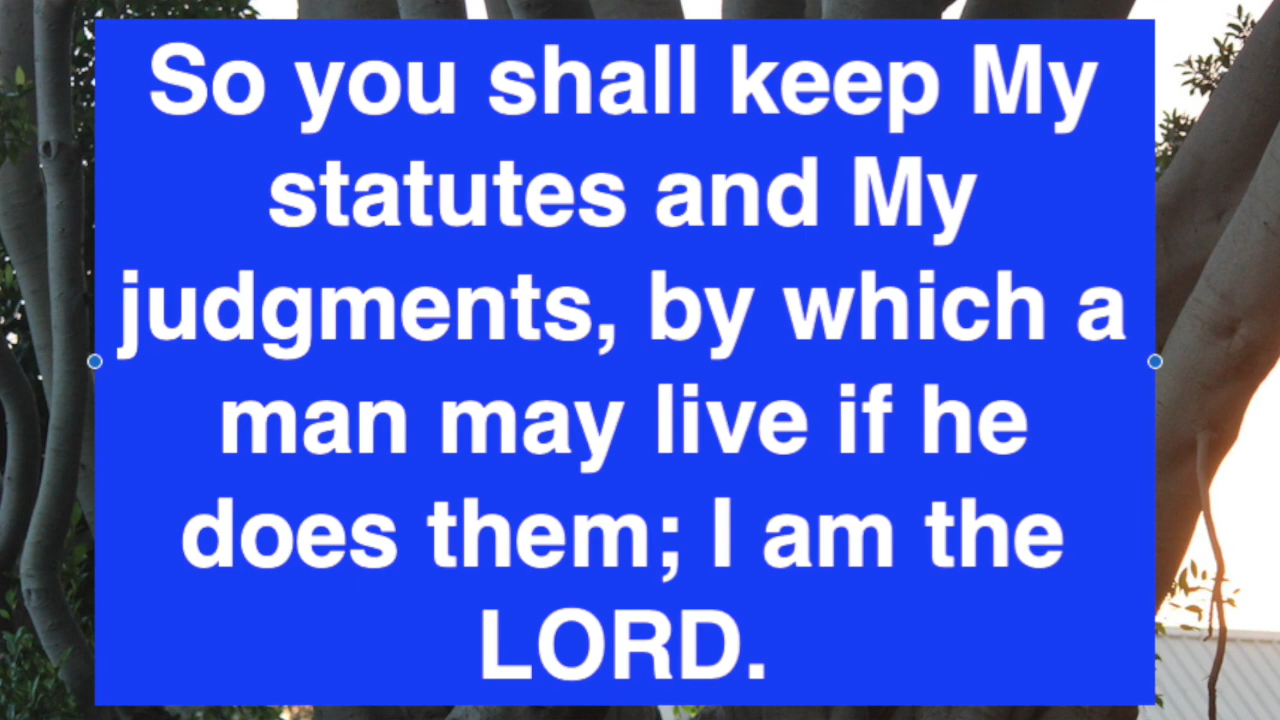 So you shall keep My
statutes and My
judgments, by which a
man may live if he
does them; I am the
LORD.